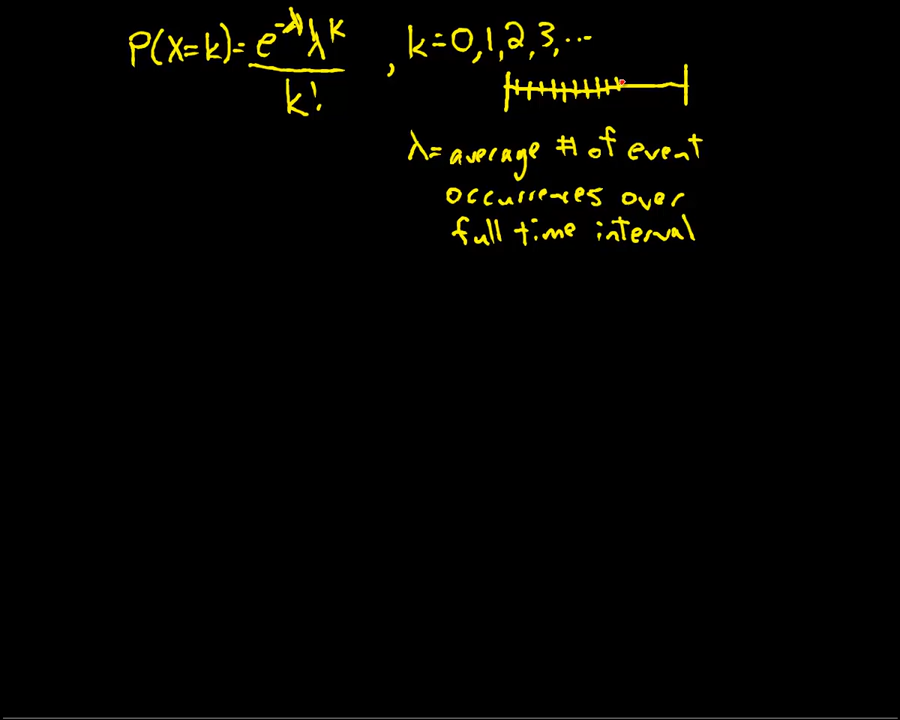 P(X=k)= e^-λ λ^k / k! , k=0,1,2,3,...
λ= average # of event
occurrences over
full time interval